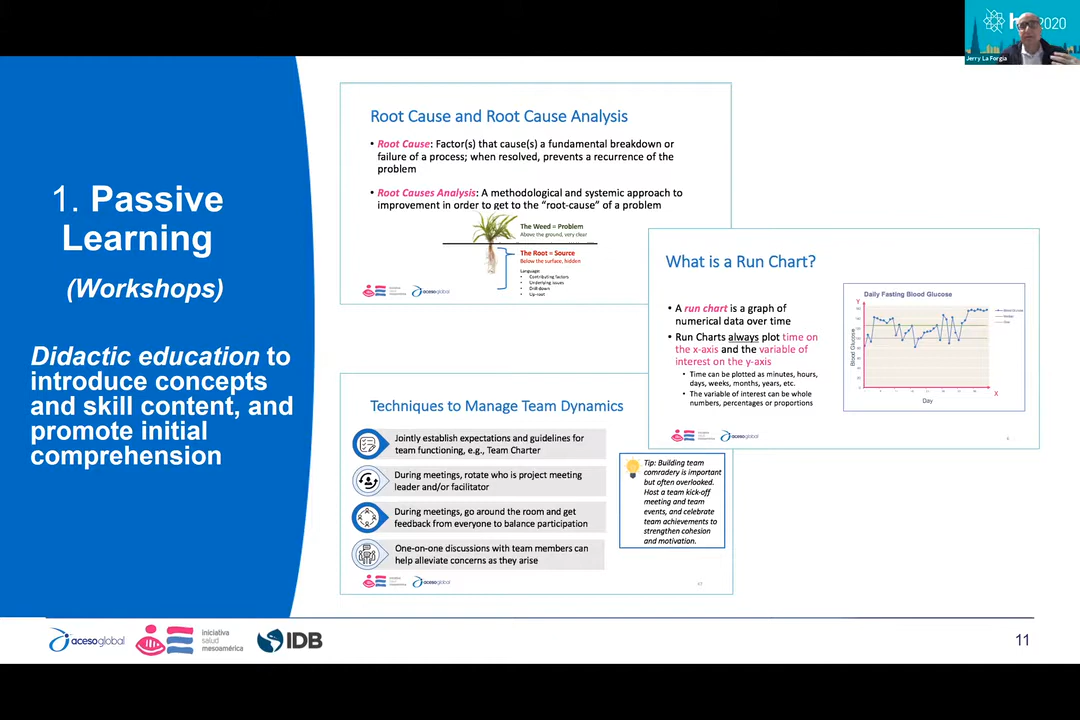 2020
Jerry La Forgia
1. Passive
Learning
(Workshops)
Didactic education to
introduce concepts
and skill content, and
promote initial
comprehension
Root Cause and Root Cause Analysis
• Root Cause: Factor(s) that cause(s) a fundamental breakdown or
failure of a process; when resolved, prevents a recurrence of the
problem
• Root Causes Analysis: A methodological and systemic approach to
improvement in order to get to the “root-cause” of a problem
The Weed = Problem
Above the ground, very clear
The Root = Source
Below the surface, hidden
Language:
• Contributing factors
• Underlying issues
• Drill down
• Up-root
acesoglobal
What is a Run Chart?
• A run chart is a graph of
numerical data over time
• Run Charts always plot time on
the x-axis and the variable of
interest on the y-axis
• Time can be plotted as minutes, hours,
days, weeks, months, years, etc.
• The variable of interest can be whole
numbers, percentages or proportions
Daily Fasting Blood Glucose
Y
Blood Glucose
X
Day
acesoglobal
Techniques to Manage Team Dynamics
Jointly establish expectations and guidelines for
team functioning, e.g., Team Charter
During meetings, rotate who is project meeting
leader and/or facilitator
During meetings, go around the room and get
feedback from everyone to balance participation
One-on-one discussions with team members can
help alleviate concerns as they arise
Tip: Building team
comradery is important
but often overlooked.
Host a team kick-off
meeting and team
events, and celebrate
team achievements to
strengthen cohesion
and motivation.
acesoglobal
acesoglobal
iniciativa
salud
mesoamérica
IDB
11